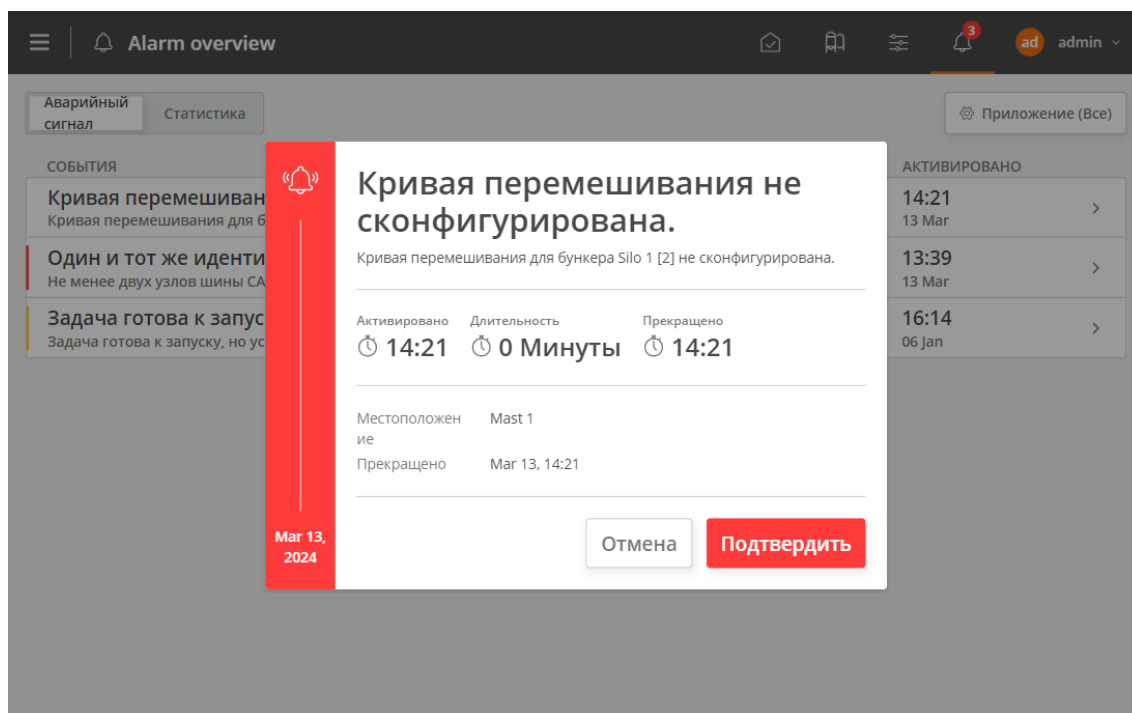 Alarm overview
3
ad
admin
Аварийный
сигнал
Статистика
Приложение (Все)
СОБЫТИЯ
АКТИВИРОВАНО
Кривая перемешиван
Кривая перемешивания для б
14:21
13 Mar
Один и тот же иденти
Не менее двух узлов шины CA
13:39
13 Mar
Задача готова к запус
Задача готова к запуску, но ус
16:14
06 Jan
Кривая перемешивания не
сконфигурирована.
Кривая перемешивания для бункера Silo 1 [2] не сконфигурирована.
Активировано Длительность Прекращено
14:21 0 Минуты 14:21
Местоположен
ие
Mast 1
Прекращено Mar 13, 14:21
Mar 13,
2024
Отмена Подтвердить